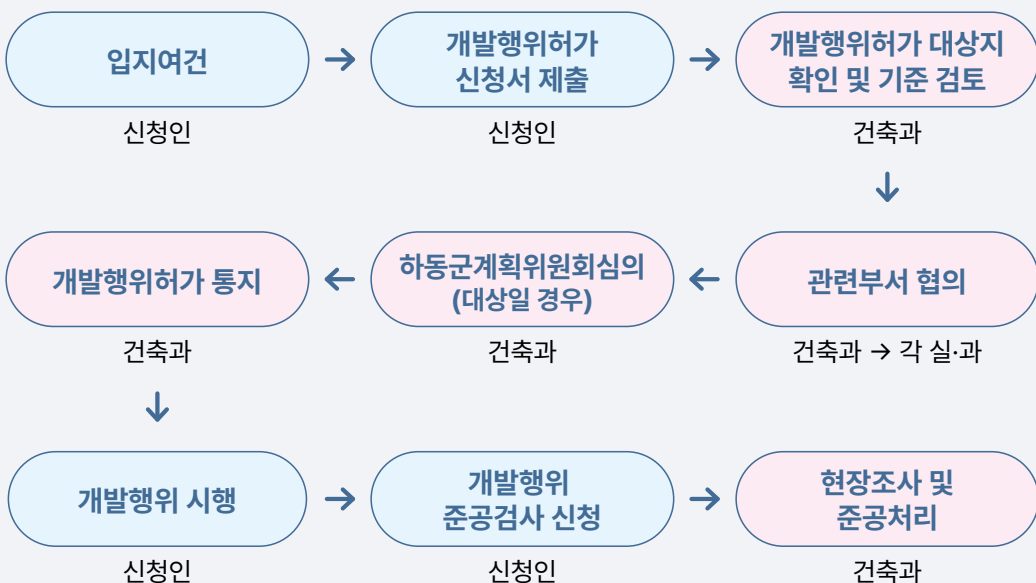 입지여건
신청인
개발행위허가
신청서 제출
신청인
개발행위허가 대상지
확인 및 기준 검토
건축과
관련부서 협의
건축과 → 각 실·과
하동군계획위원회심의
(대상일 경우)
건축과
개발행위허가 통지
건축과
개발행위 시행
신청인
개발행위
준공검사 신청
신청인
현장조사 및
준공처리
건축과